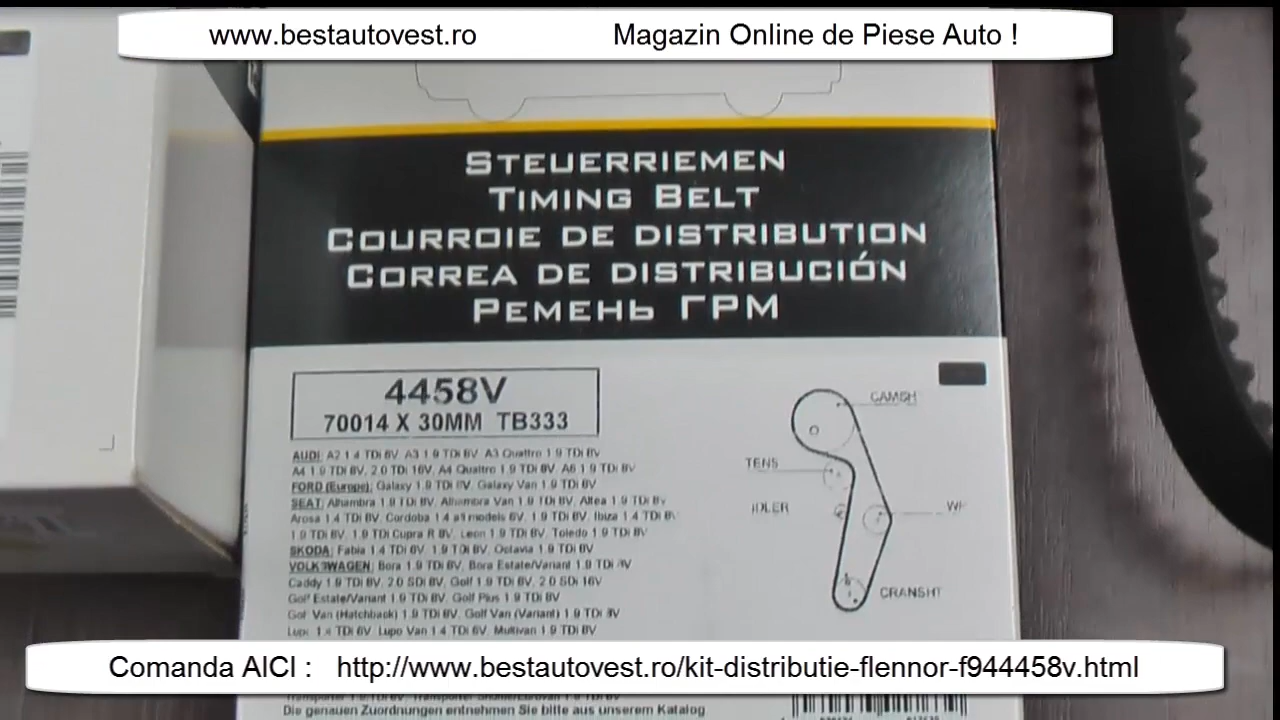 www.bestautovest.ro Magazin Online de Piese Auto !
STEUERRIEMEN
TIMING BELT
COURROIE DE DISTRIBUTION
CORREA DE DISTRIBUCIÓN
РЕМЕНЬ ГРМ
4458V
70014 X 30MM TB333
CAMSH
TENS
IDLER
WP
CRANSHT
AUDI: A2 1.4 TDi 6V, A3 1.9 TDi 8V, A3 Quattro 1.9 TDi 8V
A4 1.9 TDi 8V, 2.0 TDi 16V, A4 Quattro 1.9 TDi 8V, A6 1.9 TDi 8V
FORD (Europe): Galaxy 1.9 TDi 8V, Galaxy Van 1.9 TDi 8V
SEAT: Alhambra 1.9 TDi 8V, Alhambra Van 1.9 TDi 8V, Altea 1.9 TDi 8V
Arosa 1.4 TDi 6V, Cordoba 1.4 all models 6V, 1.9 TDi 8V, Ibiza 1.4 TDi 6V
1.9 TDi 8V, 1.9 TDi Cupra R 8V, Leon 1.9 TDi 8V, Toledo 1.9 TDi 8V
SKODA: Fabia 1.4 TDi 6V, 1.9 TDi 8V, Octavia 1.9 TDi 8V
VOLKSWAGEN: Bora 1.9 TDi 8V, Bora Estate/Variant 1.9 TDi 8V
Caddy 1.9 TDi 8V, 2.0 SDi 8V, Golf 1.9 TDi 8V, 2.0 SDi 16V
Golf Estate/Variant 1.9 TDi 8V, Golf Plus 1.9 TDi 8V
Golf Van (Hatchback) 1.9 TDi 8V, Golf Van (Variant) 1.9 TDi 8V
Lupo 1.4 TDi 6V, Lupo Van 1.4 TDi 6V, Multivan 1.9 TDi 8V
Comanda AICI : http://www.bestautovest.ro/kit-distributie-flennor-f944458v.html
Die genauen Zuordnungen entnehmen Sie bitte aus unserem Katalog